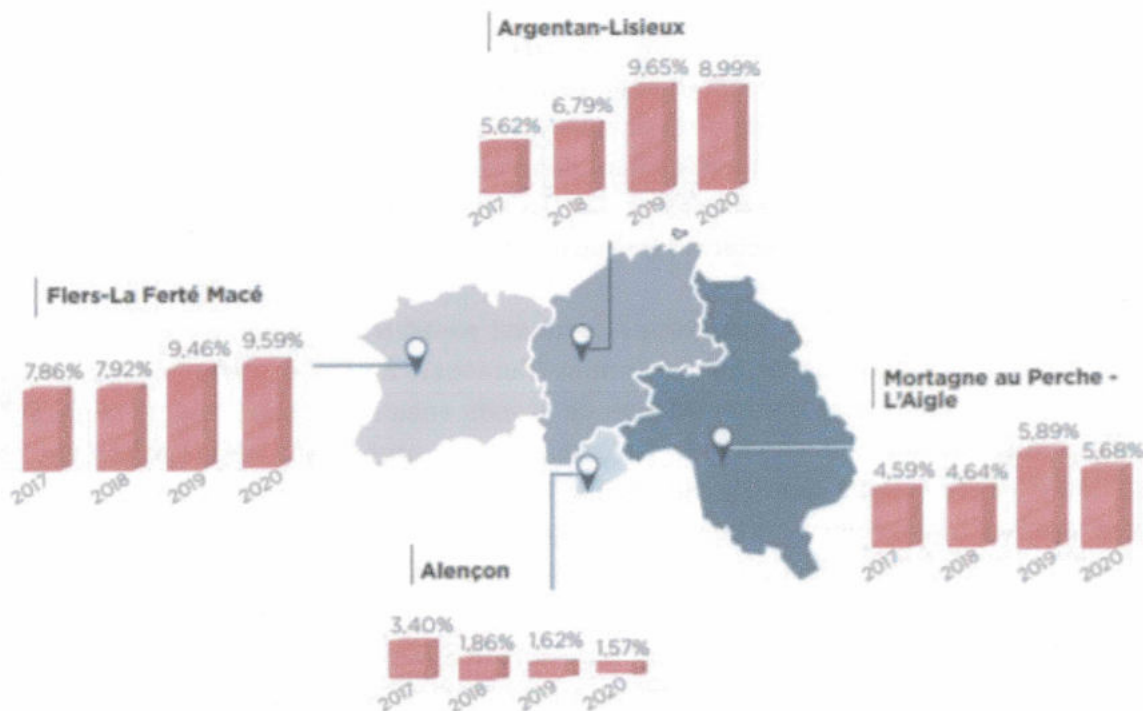 Argentan-Lisieux
5,62% 6,79% 9,65% 8,99%
2017 2018 2019 2020
Flers-La Ferté Macé
7,86% 7,92% 9,46% 9,59%
2017 2018 2019 2020
Mortagne au Perche -
L'Aigle
4,59% 4,64% 5,89% 5,68%
2017 2018 2019 2020
Alençon
3,40% 1,86% 1,62% 1,57%
2017 2018 2019 2020